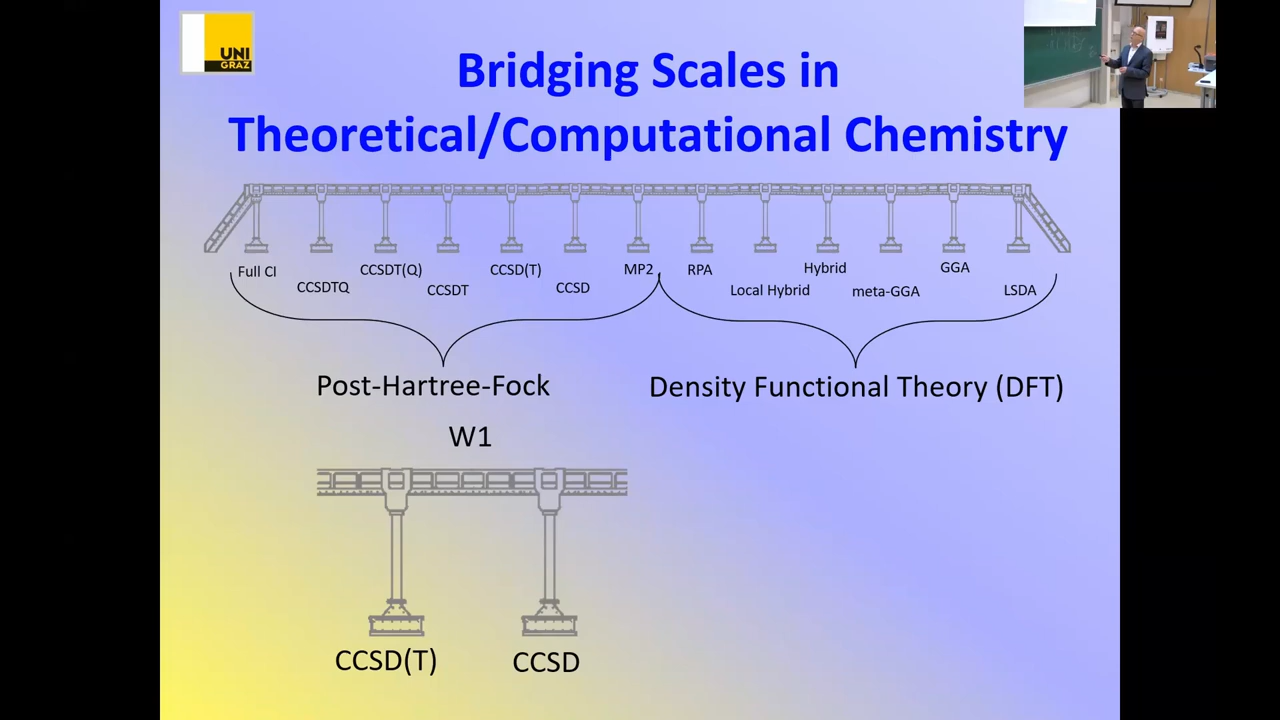 UNI
GRAZ
Bridging Scales in
Theoretical/Computational Chemistry
Full CI
CCSDTQ
CCSDT(Q)
CCSDT
CCSD(T)
CCSD
MP2
RPA
Local Hybrid
Hybrid
meta-GGA
GGA
LSDA
Post-Hartree-Fock
Density Functional Theory (DFT)
W1
CCSD(T)
CCSD